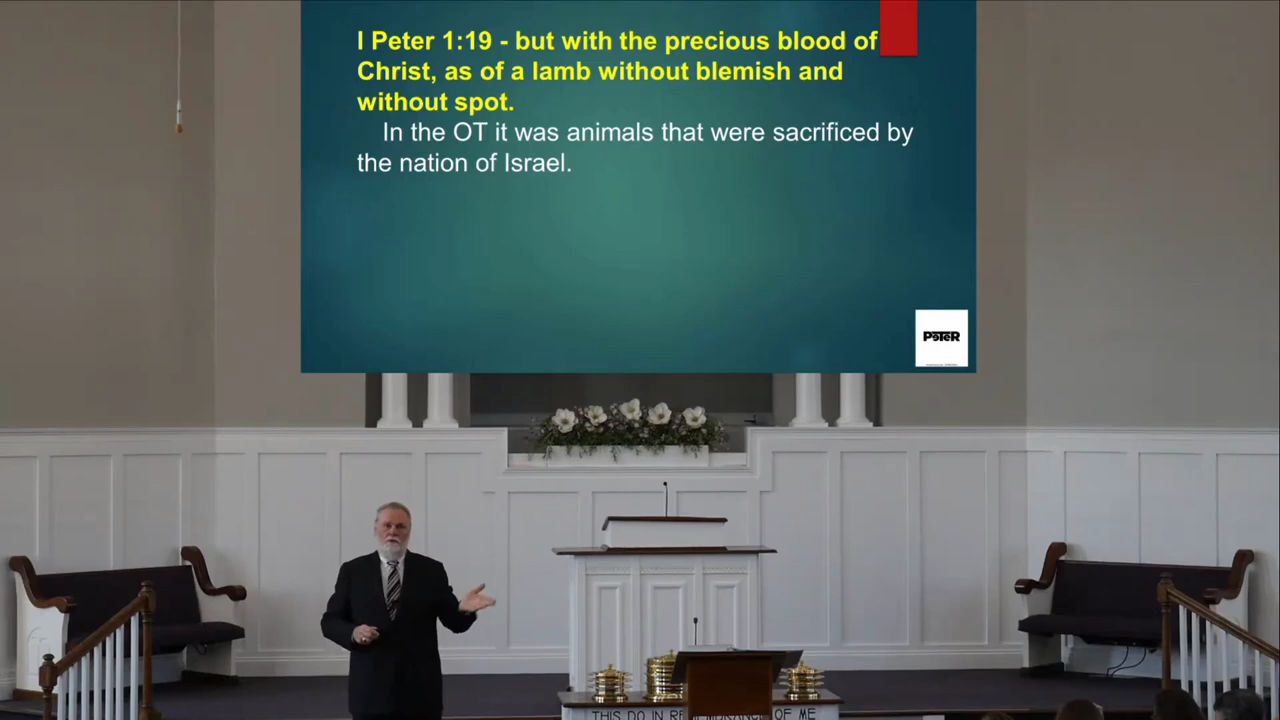 I Peter 1:19 - but with the precious blood of
Christ, as of a lamb without blemish and
without spot.
In the OT it was animals that were sacrificed by
the nation of Israel.
PeTeR
THIS DO IN OF ME